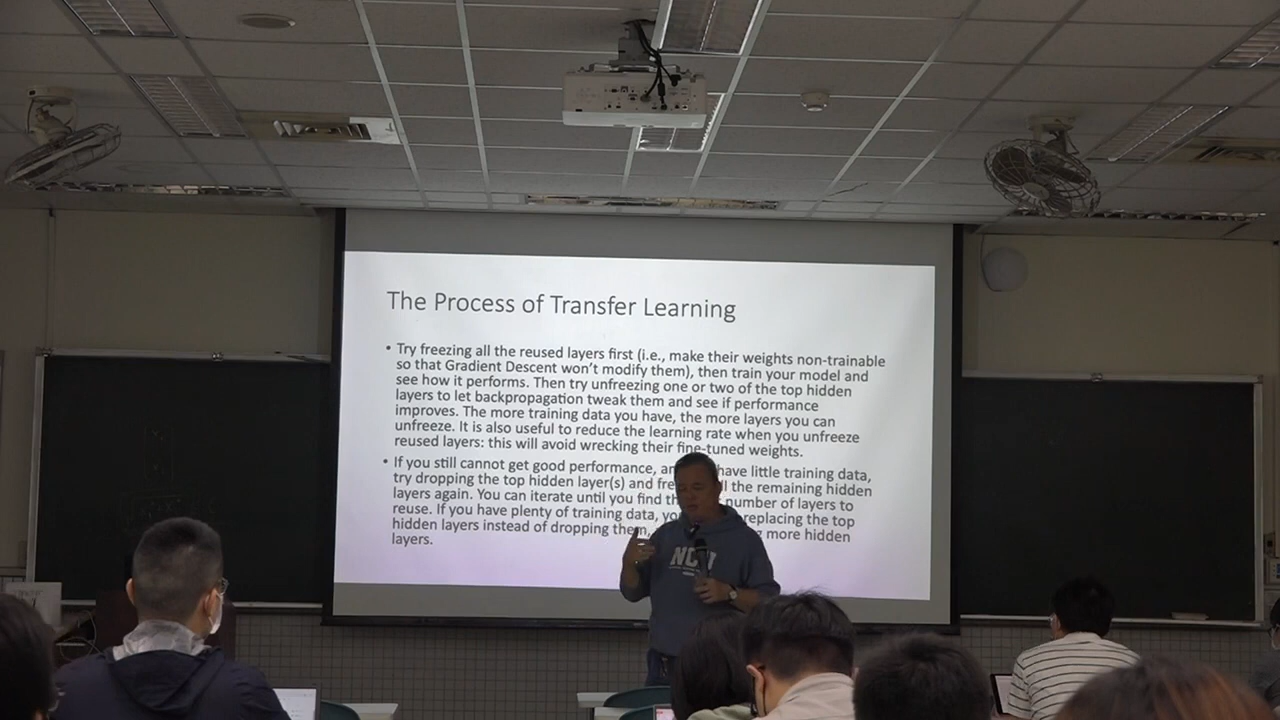 The Process of Transfer Learning
• Try freezing all the reused layers first (i.e., make their weights non-trainable
so that Gradient Descent won't modify them), then train your model and
see how it performs. Then try unfreezing one or two of the top hidden
layers to let backpropagation tweak them and see if performance
improves. The more training data you have, the more layers you can
unfreeze. It is also useful to reduce the learning rate when you unfreeze
reused layers: this will avoid wrecking their fine-tuned weights.
• If you still cannot get good performance, have little training data,
try dropping the top hidden layer(s) and the remaining hidden
layers again. You can iterate until you find number of layers to
reuse. If you have plenty of training data, replacing the top
hidden layers instead of dropping them, more hidden
layers.